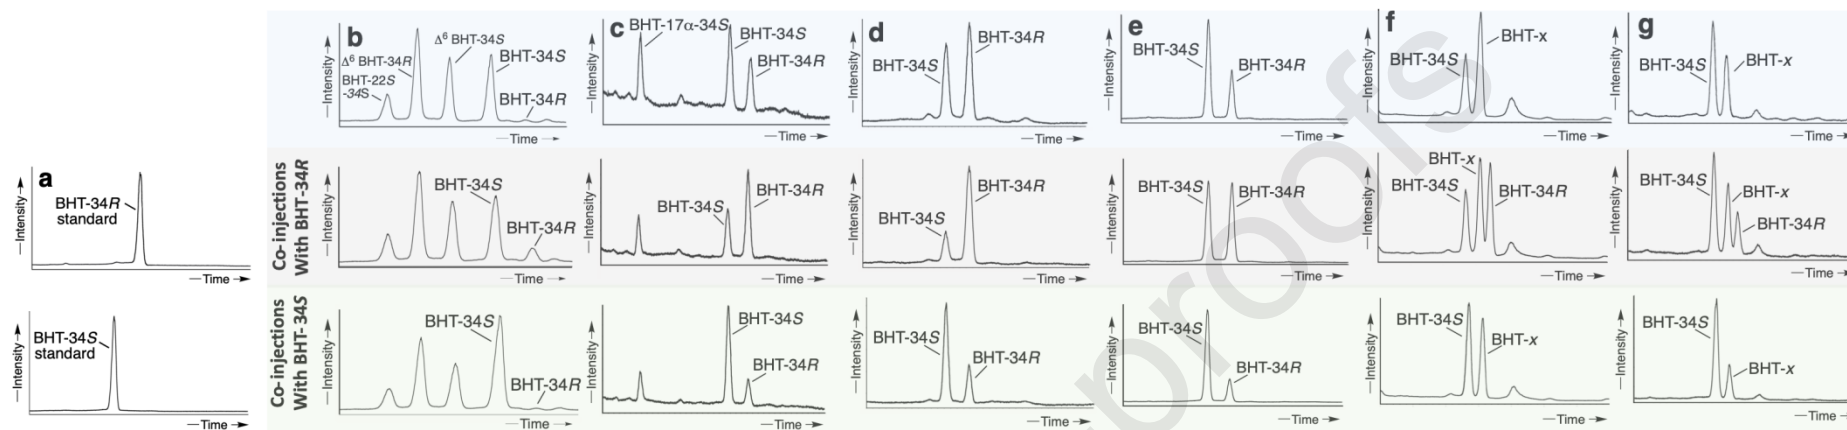 a
BHT-34R
standard
—Intensity→
—Time→
BHT-34S
standard
—Intensity→
—Time→
b
Δ⁶ BHT-34S
Δ⁶ BHT-34R
BHT-22S
-34S
BHT-34S
BHT-34R
—Intensity→
—Time→
c
BHT-17α-34S
BHT-34S
BHT-34R
—Intensity→
—Time→
d
BHT-34R
BHT-34S
—Intensity→
—Time→
e
BHT-34S
BHT-34R
—Intensity→
—Time→
f
BHT-x
BHT-34S
—Intensity→
—Time→
g
BHT-34S
BHT-x
—Intensity→
—Time→
Co-injections
With BHT-34R
BHT-34S
BHT-34R
—Intensity→
—Time→
BHT-34R
BHT-34S
—Intensity→
—Time→
BHT-34R
BHT-34S
—Intensity→
—Time→
BHT-34S
BHT-34R
—Intensity→
—Time→
BHT-x
BHT-34S
BHT-34R
—Intensity→
—Time→
BHT-34S
BHT-x
BHT-34R
—Intensity→
—Time→
Co-injections
With BHT-34S
BHT-34S
BHT-34R
—Intensity→
—Time→
BHT-34S
BHT-34R
—Intensity→
—Time→
BHT-34S
BHT-34R
—Intensity→
—Time→
BHT-34S
BHT-34R
—Intensity→
—Time→
BHT-34S
BHT-x
—Intensity→
—Time→
BHT-34S
BHT-x
—Intensity→
—Time→
proofs